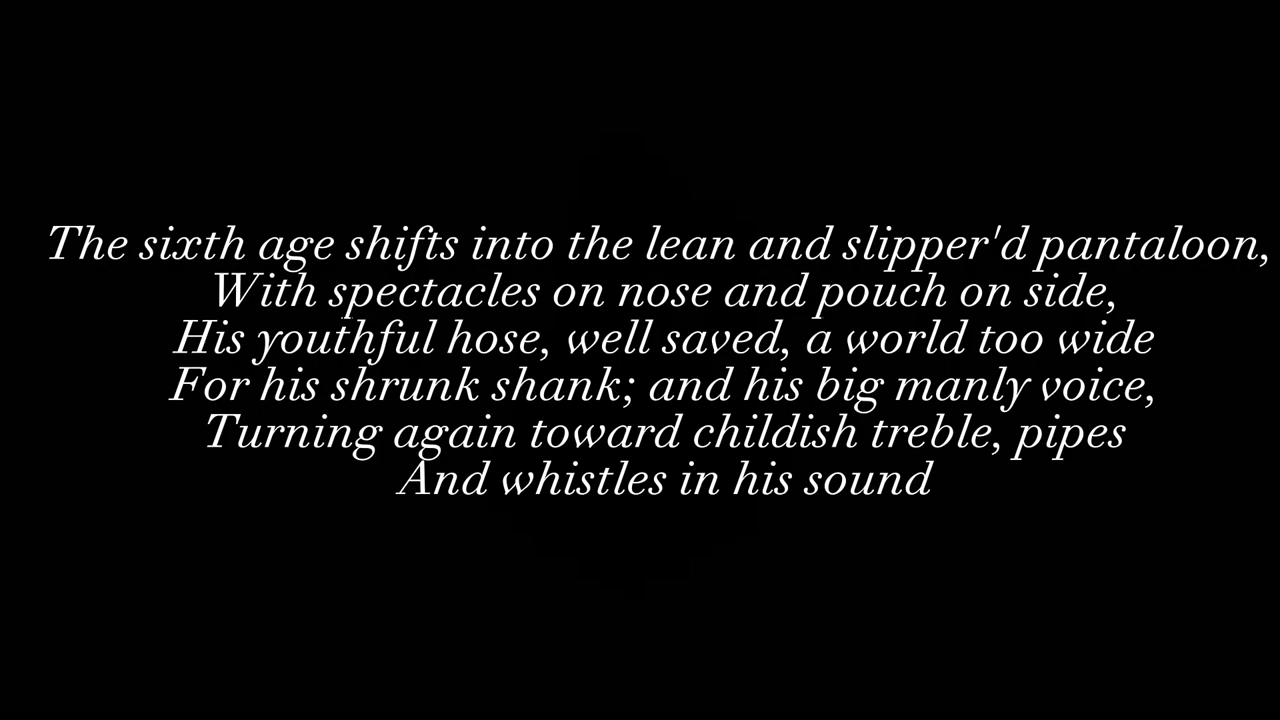 The sixth age shifts into the lean and slipper'd pantaloon,
With spectacles on nose and pouch on side,
His youthful hose, well saved, a world too wide
For his shrunk shank; and his big manly voice,
Turning again toward childish treble, pipes
And whistles in his sound